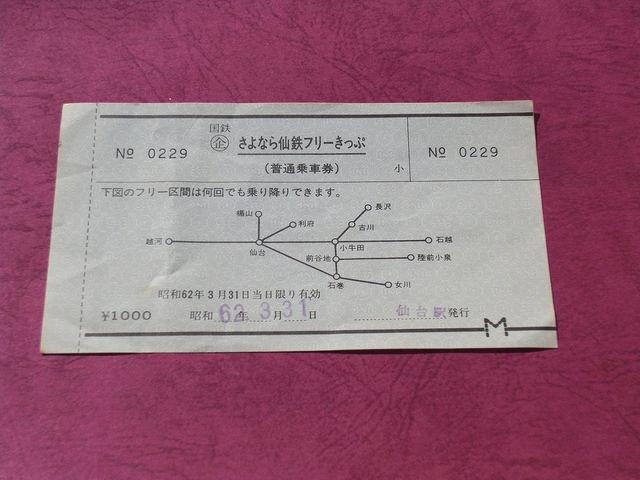 国鉄
企 さよなら仙鉄フリーきっぷ
(普通乗車券) 小
№ 0229
№ 0229
下図のフリー区間は何回でも乗り降りできます。
長沢
楯山
利府
古川
越河
仙台
小牛田
石越
前谷地
陸前小泉
石巻
女川
昭和62年3月31日当日限り有効
¥1000
昭和 62年 3月 31日
仙台駅発行